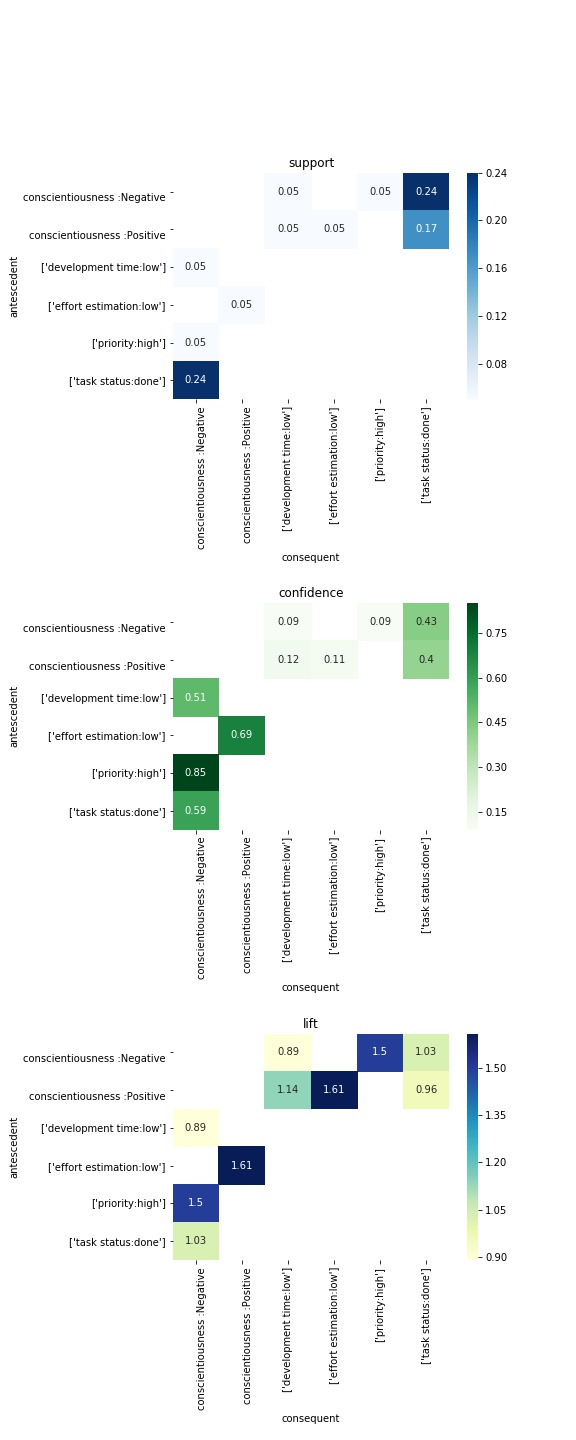 support
conscientiousness :Negative
conscientiousness :Positive
['development time:low']
['effort estimation:low']
['priority:high']
['task status:done']
antescedent
0.05 0.05 0.24
0.05 0.05 0.17
0.05
0.05
0.05
0.24
0.24
0.20
0.16
0.12
0.08
conscientiousness :Negative
conscientiousness :Positive
['development time:low']
['effort estimation:low']
['priority:high']
['task status:done']
consequent
confidence
conscientiousness :Negative
conscientiousness :Positive
['development time:low']
['effort estimation:low']
['priority:high']
['task status:done']
antescedent
0.09 0.09 0.43
0.12 0.11 0.4
0.51
0.69
0.85
0.59
0.75
0.60
0.45
0.30
0.15
conscientiousness :Negative
conscientiousness :Positive
['development time:low']
['effort estimation:low']
['priority:high']
['task status:done']
consequent
lift
conscientiousness :Negative
conscientiousness :Positive
['development time:low']
['effort estimation:low']
['priority:high']
['task status:done']
antescedent
0.89 1.5 1.03
1.14 1.61 0.96
0.89
1.61
1.5
1.03
1.50
1.35
1.20
1.05
0.90
conscientiousness :Negative
conscientiousness :Positive
['development time:low']
['effort estimation:low']
['priority:high']
['task status:done']
consequent